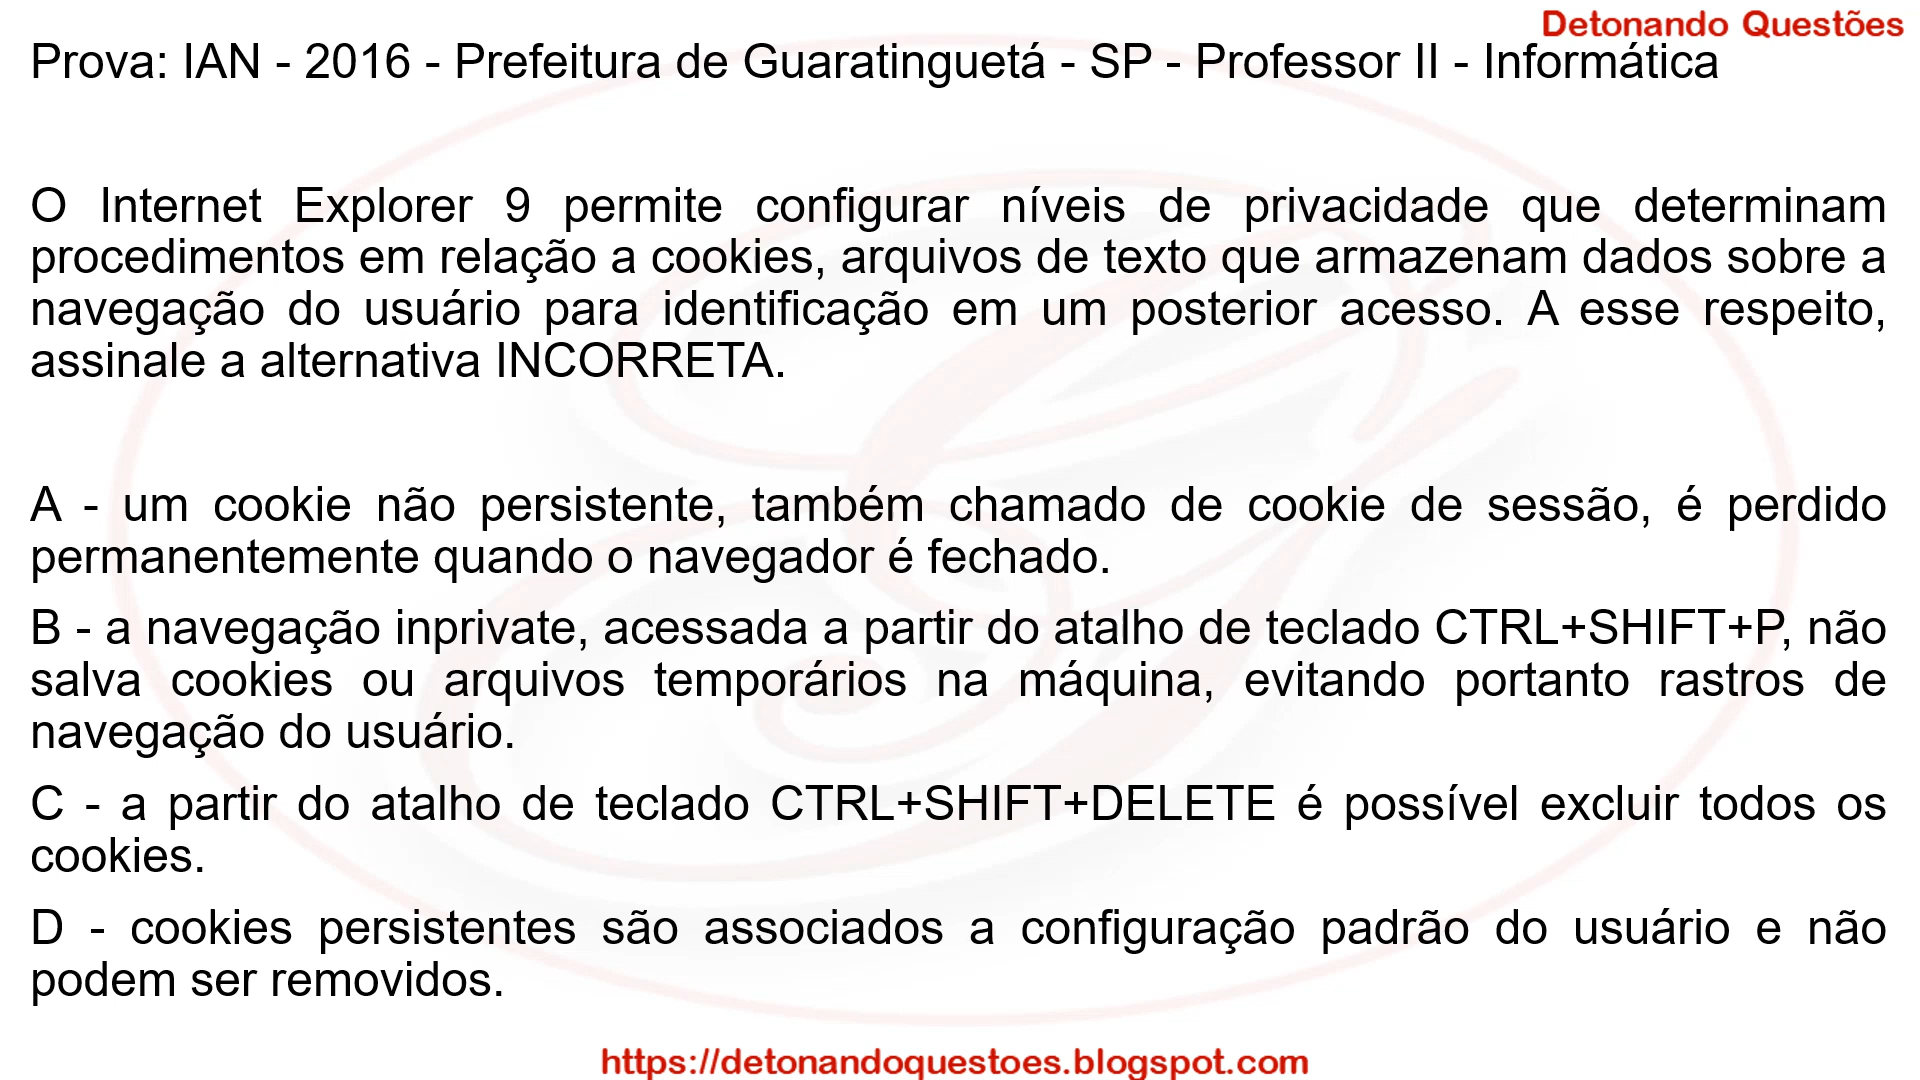 Detonando Questões
Prova: IAN - 2016 - Prefeitura de Guaratinguetá - SP - Professor II - Informática
O Internet Explorer 9 permite configurar níveis de privacidade que determinam
procedimentos em relação a cookies, arquivos de texto que armazenam dados sobre a
navegação do usuário para identificação em um posterior acesso. A esse respeito,
assinale a alternativa INCORRETA.
A - um cookie não persistente, também chamado de cookie de sessão, é perdido
permanentemente quando o navegador é fechado.
B - a navegação inprivate, acessada a partir do atalho de teclado CTRL+SHIFT+P, não
salva cookies ou arquivos temporários na máquina, evitando portanto rastros de
navegação do usuário.
C - a partir do atalho de teclado CTRL+SHIFT+DELETE é possível excluir todos os
cookies.
D - cookies persistentes são associados a configuração padrão do usuário e não
podem ser removidos.
https://detonandoquestoes.blogspot.com